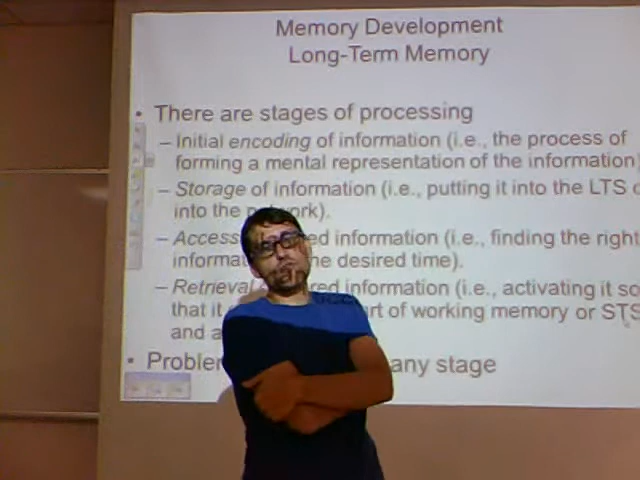 Memory Development
Long-Term Memory
• There are stages of processing
– Initial encoding of information (i.e., the process of
forming a mental representation of the information)
– Storage of information (i.e., putting it into the LTS
into the network).
– Access information (i.e., finding the right
the desired time).
– Retrieval information (i.e., activating it so
that it part of working memory or STS
and
• any stage